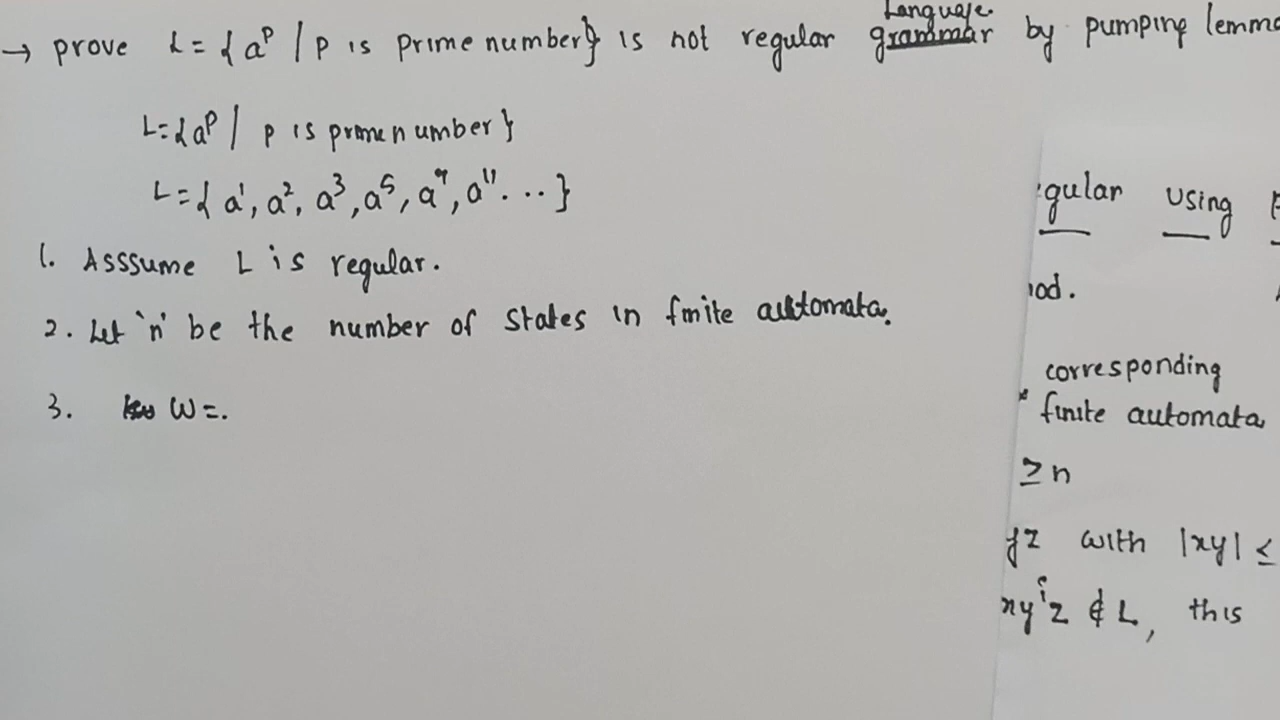 Language
→ prove L = { a^p / p is prime number} is not regular grammar by pumping lemma
L={a^p / p is prime number}
L={ a^1, a^2, a^3, a^5, a^7, a^11 ... }
1. Asssume L is regular.
2. Let 'n' be the number of states in finite automata.
3. W =.
gular using
od.
corresponding
finite automata
≥ n
yz with |xy| ≤
xy^i z ∉ L, this